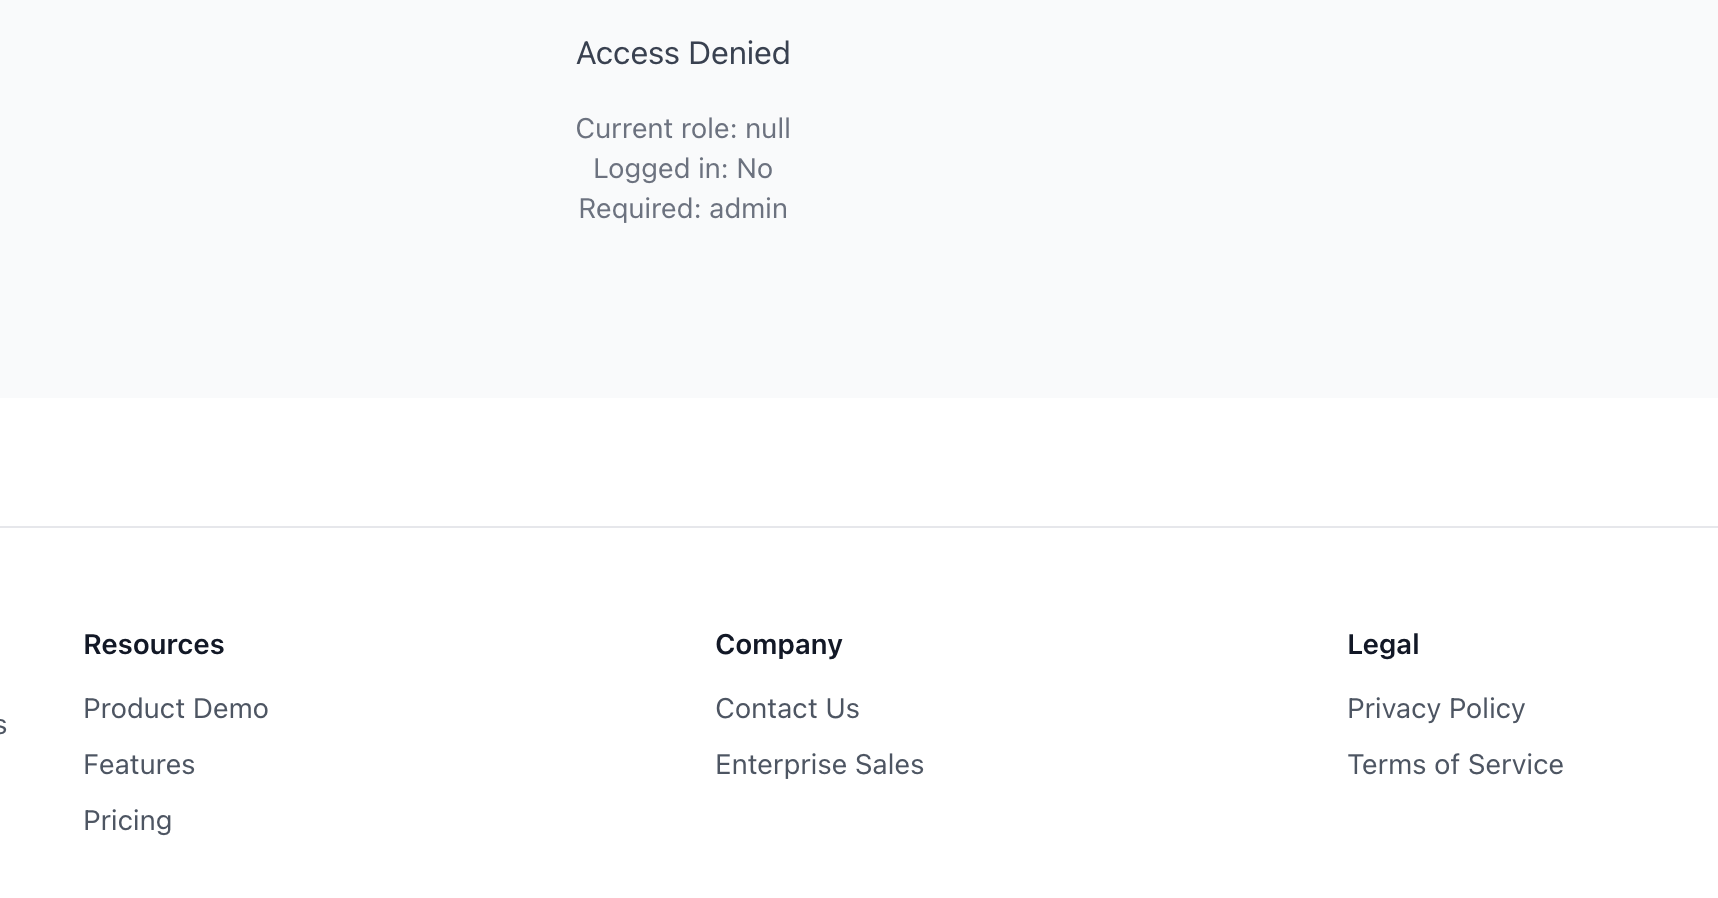 Access Denied
Current role: null
Logged in: No
Required: admin
Resources
Product Demo
Features
Pricing
Company
Contact Us
Enterprise Sales
Legal
Privacy Policy
Terms of Service